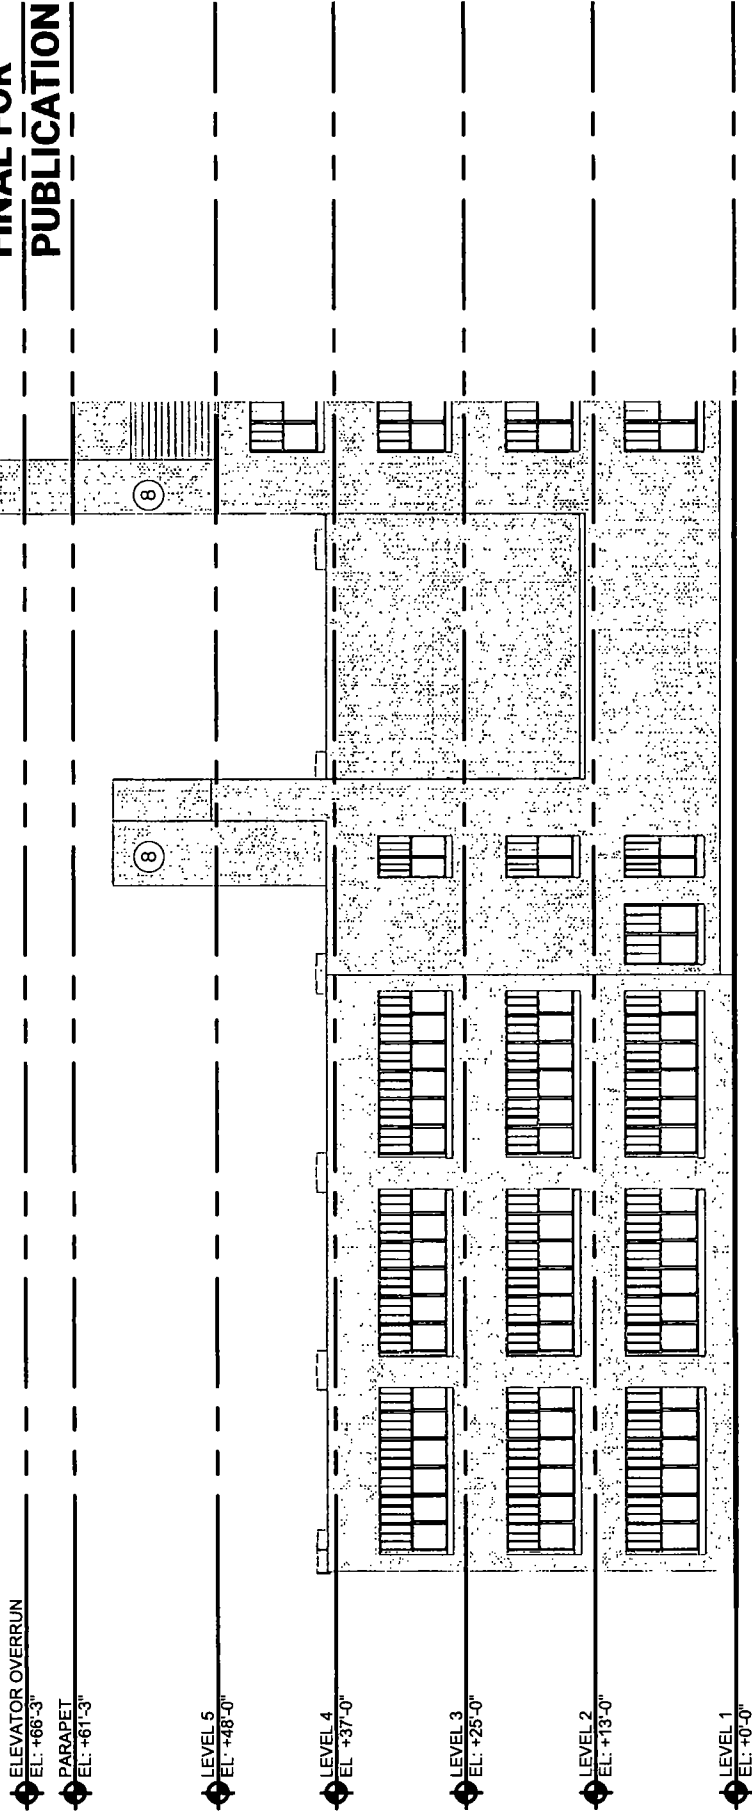 FINAL FOR
PUBLICATION
8
8
ELEVATOR OVERRUN
EL: +66'-3"
PARAPET
EL: +61'-3"
LEVEL 5
EL: +48'-0"
LEVEL 4
EL +37'-0"
LEVEL 3
EL: +25'-0"
LEVEL 2
EL: +13'-0"
LEVEL 1
EL: +0'-0"